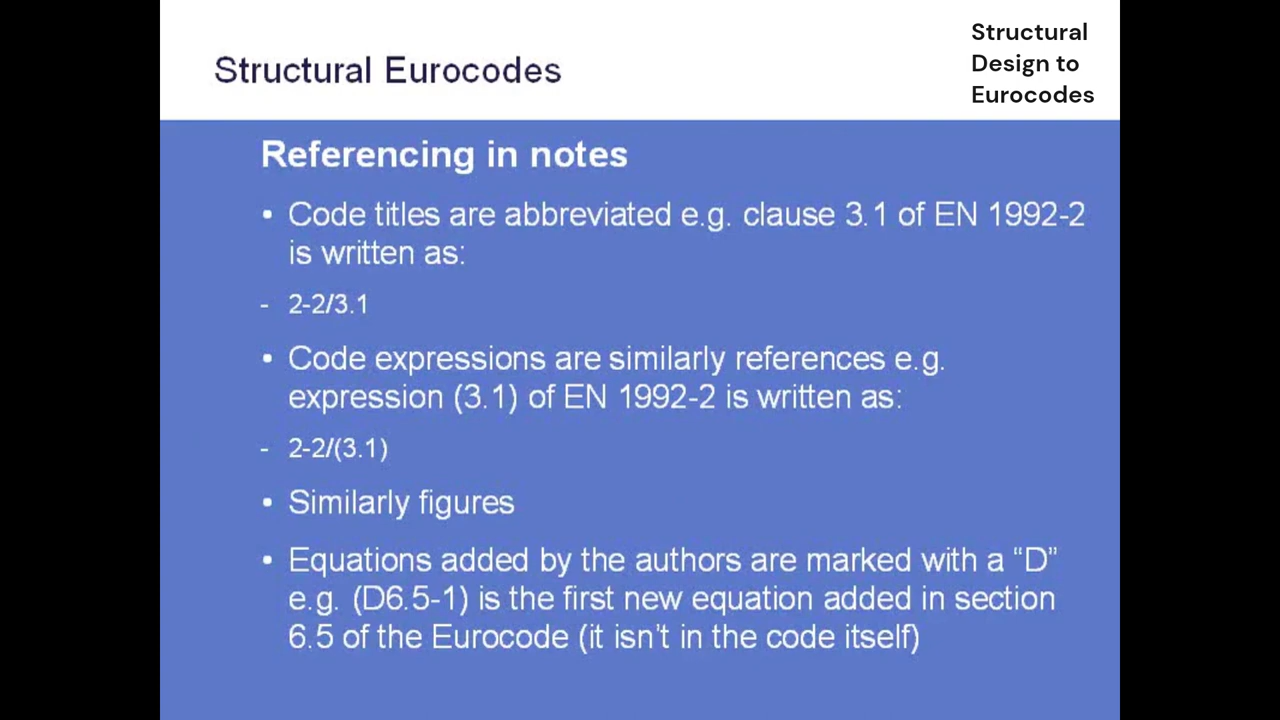 Structural Eurocodes
Structural
Design to
Eurocodes
Referencing in notes
• Code titles are abbreviated e.g. clause 3.1 of EN 1992-2
is written as:
- 2-2/3.1
• Code expressions are similarly references e.g.
expression (3.1) of EN 1992-2 is written as:
- 2-2/(3.1)
• Similarly figures
• Equations added by the authors are marked with a “D”
e.g. (D6.5-1) is the first new equation added in section
6.5 of the Eurocode (it isn’t in the code itself)